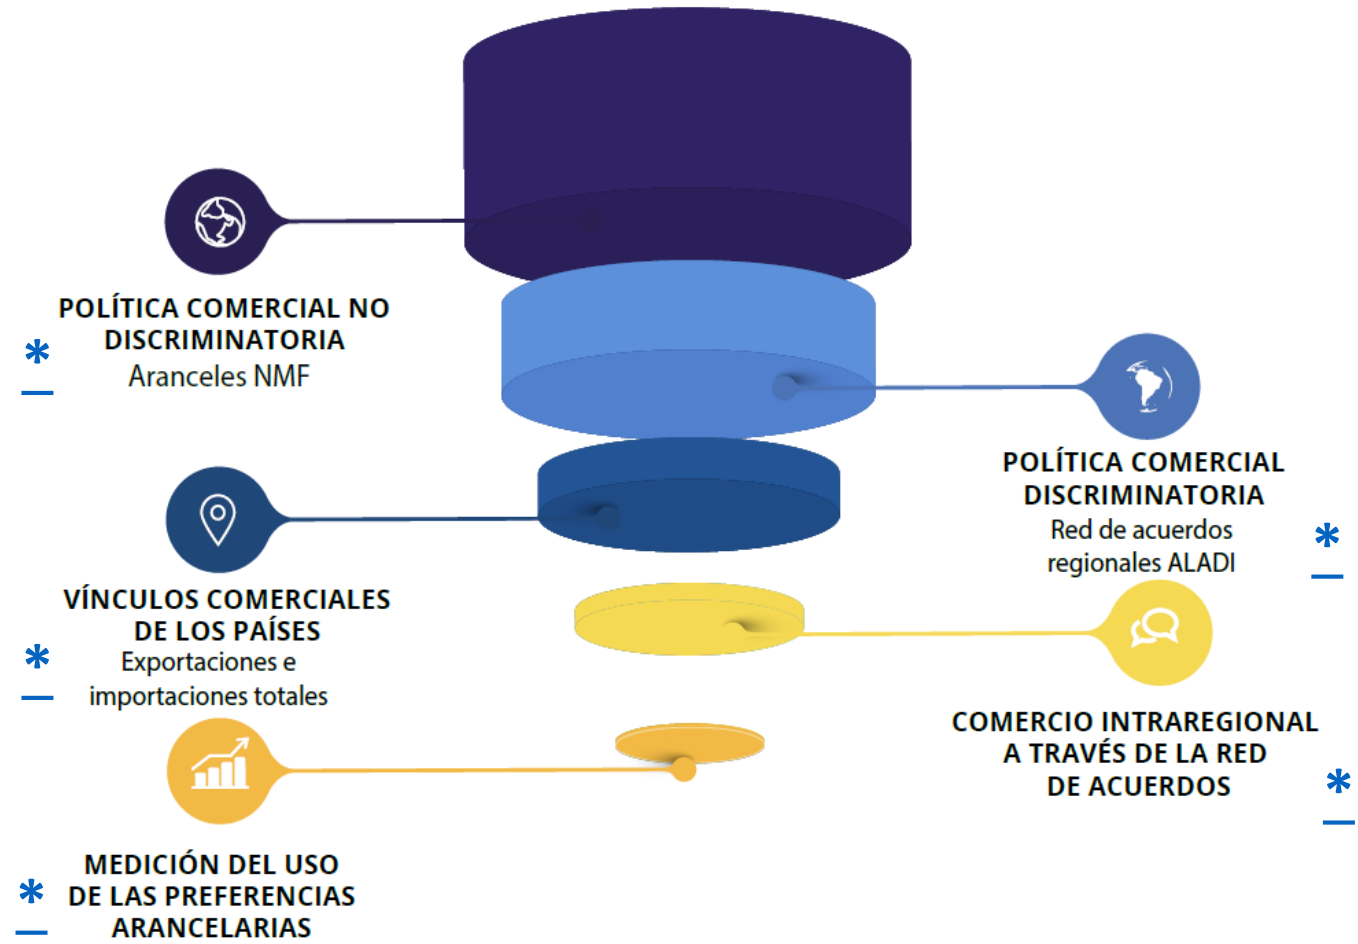 POLÍTICA COMERCIAL NO
DISCRIMINATORIA
*
Aranceles NMF
POLÍTICA COMERCIAL
DISCRIMINATORIA
Red de acuerdos
*
regionales ALADI
VÍNCULOS COMERCIALES
DE LOS PAÍSES
*
Exportaciones e
importaciones totales
COMERCIO INTRAREGIONAL
A TRAVÉS DE LA RED
DE ACUERDOS
*
MEDICIÓN DEL USO
*
DE LAS PREFERENCIAS
ARANCELARIAS